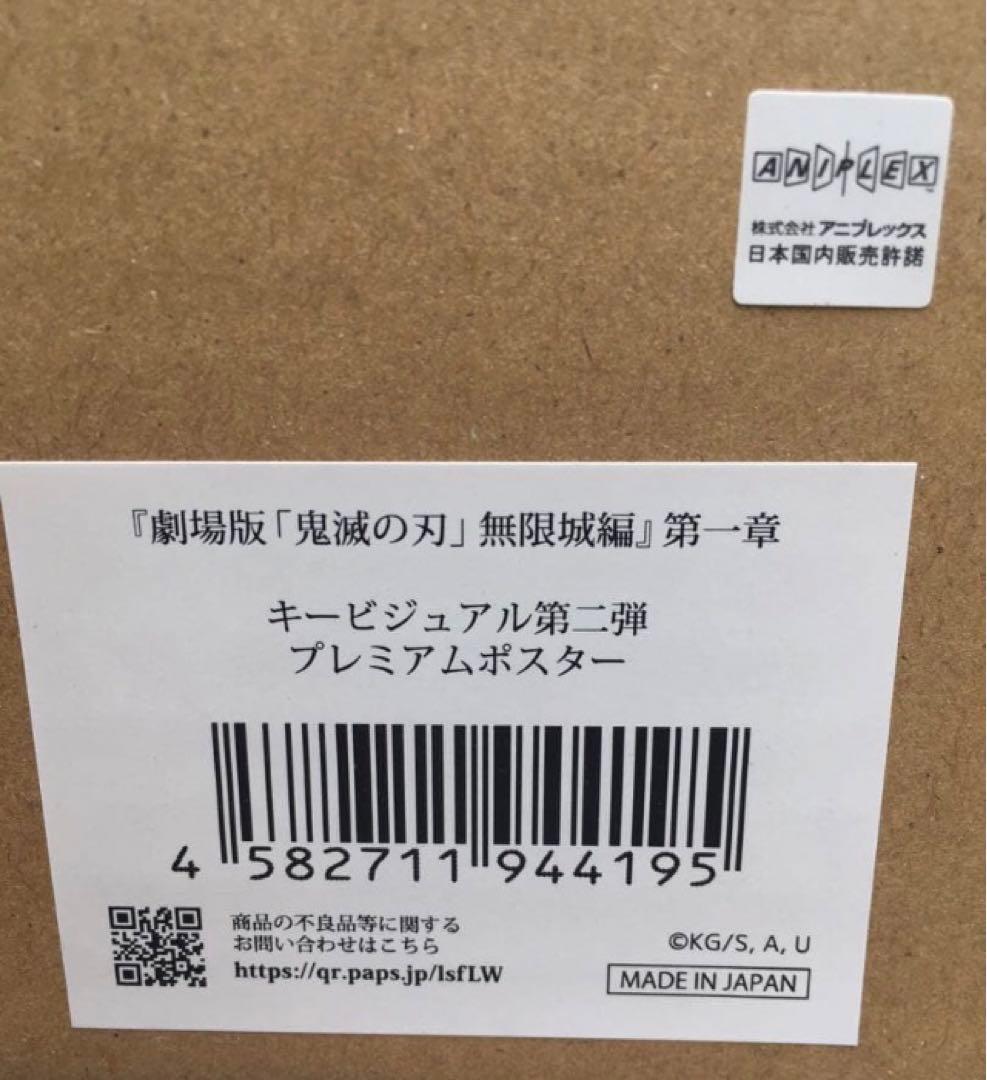 ANIPLEX
株式会社 アニプレックス
日本国内販売許諾
『劇場版「鬼滅の刃」無限城編』第一章
キービジュアル第二弾
プレミアムポスター
4 582711 944195
商品の不良品等に関する
お問い合わせはこちら
https://qr.paps.jp/lsfLW
©KG/S, A, U
MADE IN JAPAN